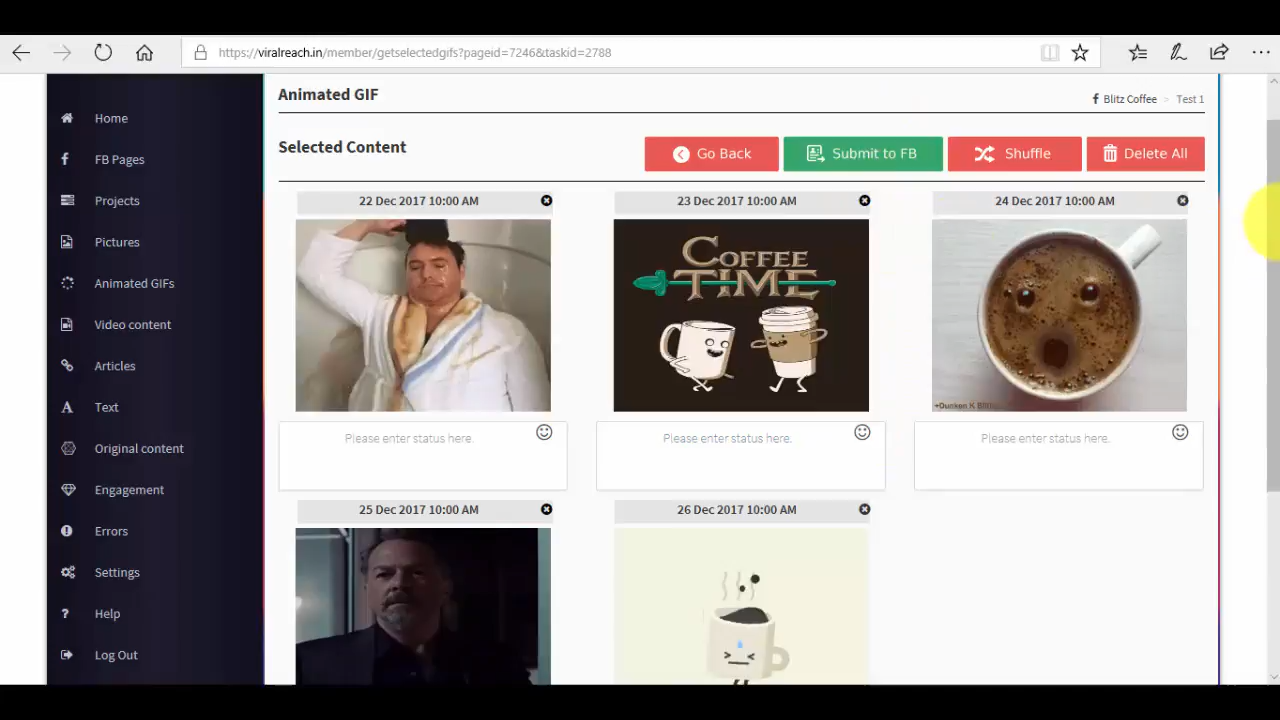 https://viralreach.in/member/getselectedgifs?pageid=7246&taskid=2788
Home
FB Pages
Projects
Pictures
Animated GIFs
Video content
Articles
Text
Original content
Engagement
Errors
Settings
Help
Log Out
Animated GIF
Blitz Coffee > Test 1
Selected Content
Go Back
Submit to FB
Shuffle
Delete All
22 Dec 2017 10:00 AM
23 Dec 2017 10:00 AM
24 Dec 2017 10:00 AM
COFFEE
TIME
Please enter status here.
Please enter status here.
Please enter status here.
25 Dec 2017 10:00 AM
26 Dec 2017 10:00 AM